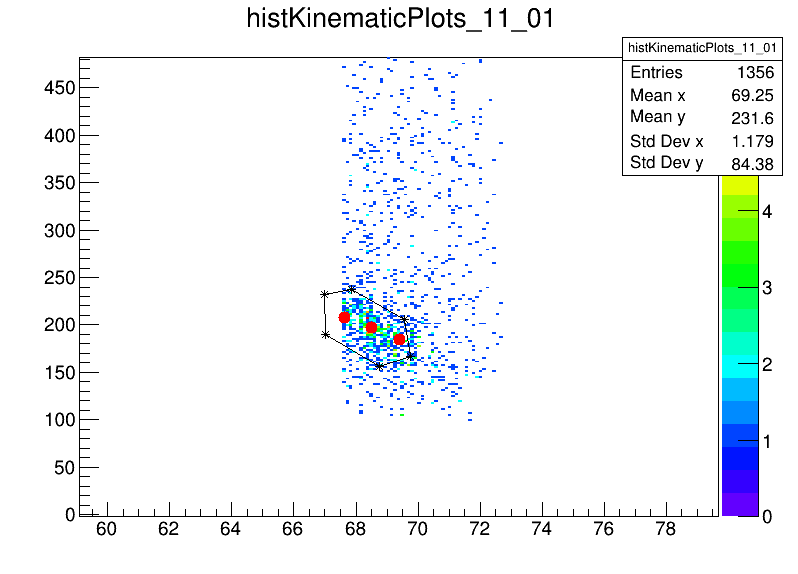 histKinematicPlots_11_01
histKinematicPlots_11_01
Entries 1356
Mean x 69.25
Mean y 231.6
Std Dev x 1.179
Std Dev y 84.38
450
400
350
300
250
200
150
100
50
0
4
3
2
1
0
60 62 64 66 68 70 72 74 76 78